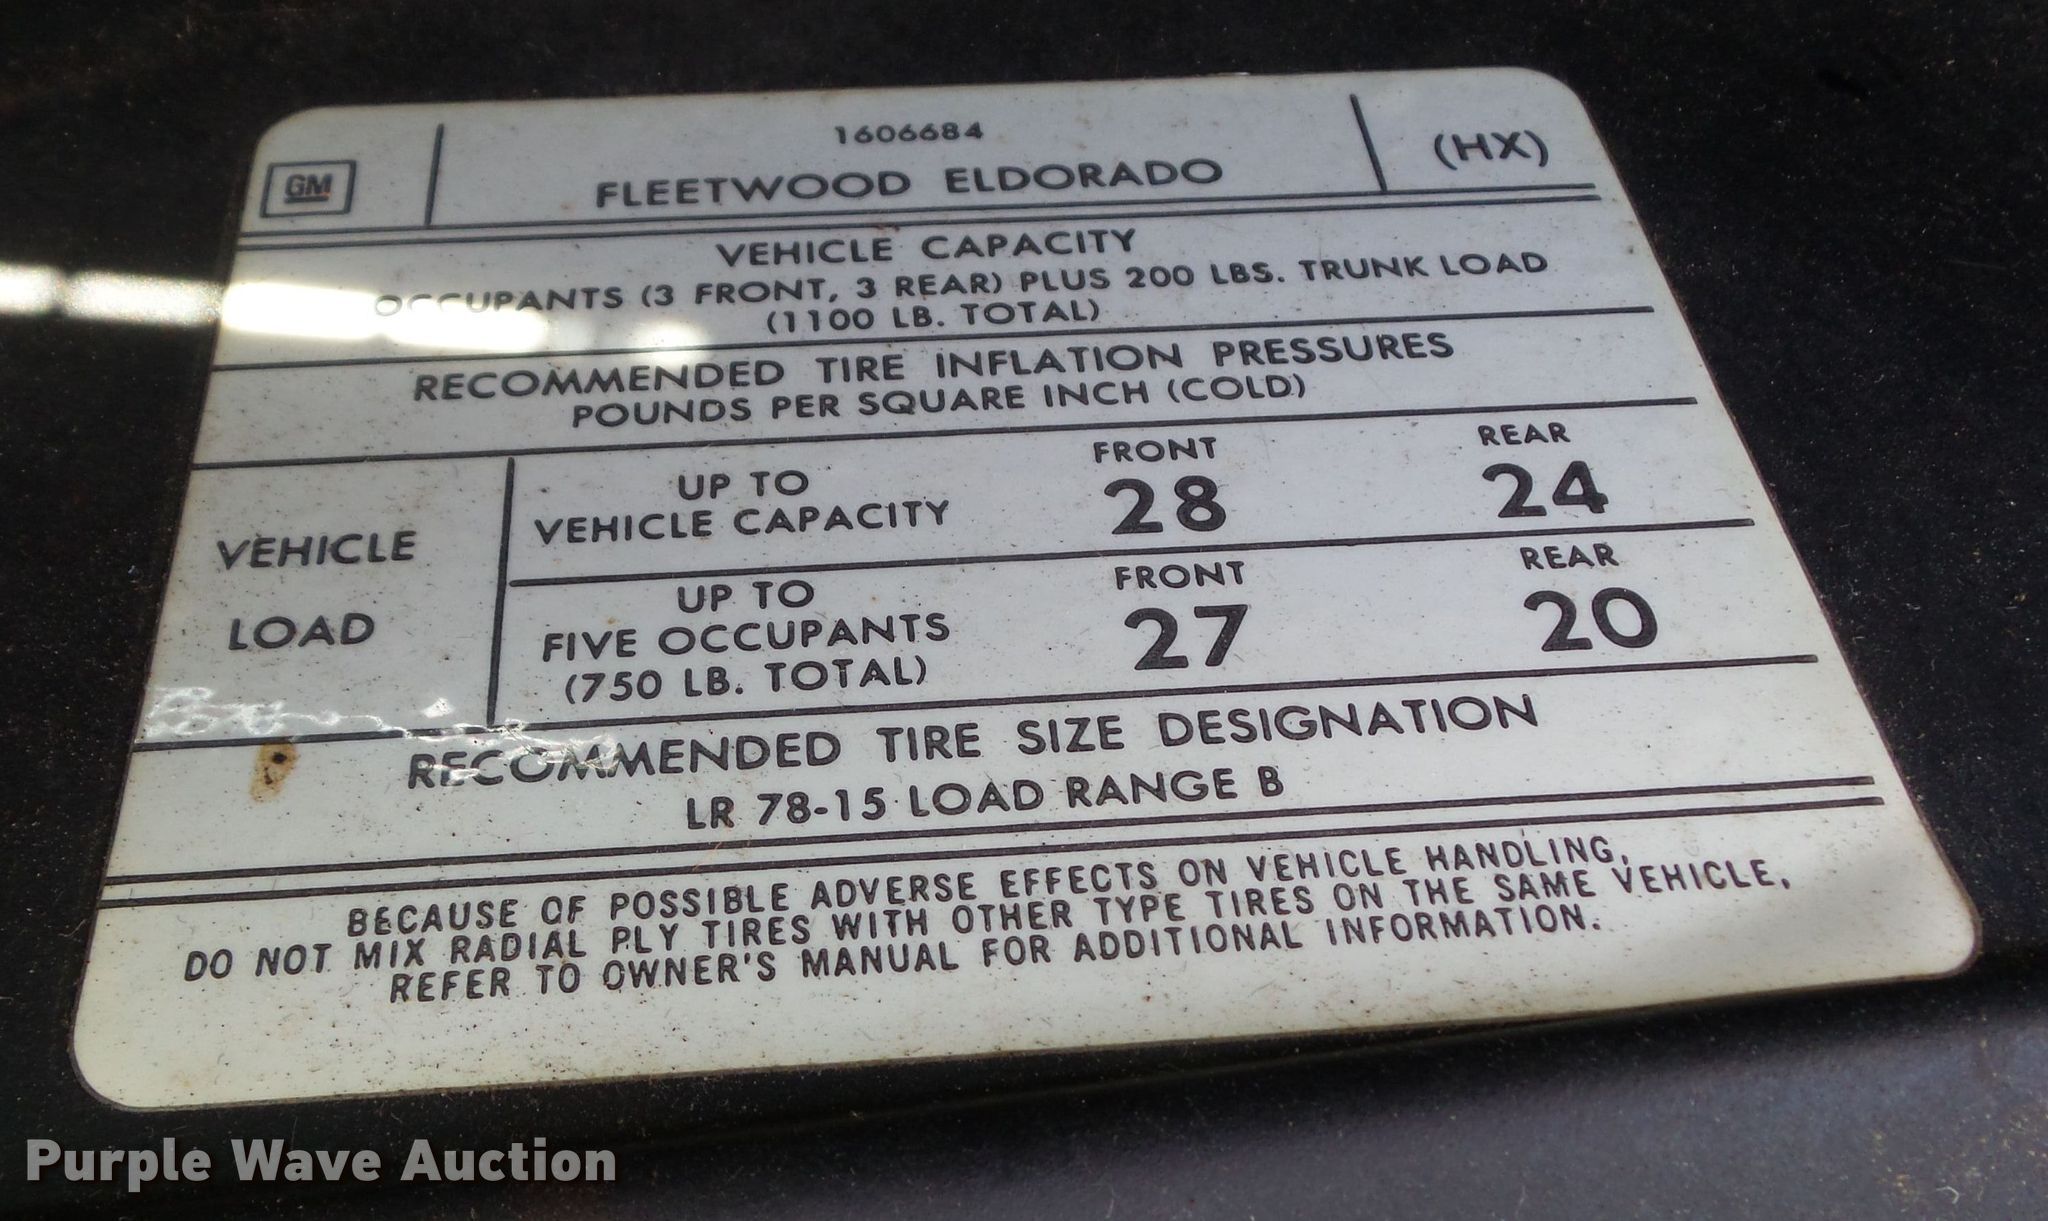 1606684
GM
FLEETWOOD ELDORADO
(HX)
VEHICLE CAPACITY
OCCUPANTS (3 FRONT, 3 REAR) PLUS 200 LBS. TRUNK LOAD
(1100 LB. TOTAL)
RECOMMENDED TIRE INFLATION PRESSURES
POUNDS PER SQUARE INCH (COLD)
VEHICLE
LOAD
UP TO
VEHICLE CAPACITY
FRONT
28
REAR
24
UP TO
FIVE OCCUPANTS
(750 LB. TOTAL)
FRONT
27
REAR
20
RECOMMENDED TIRE SIZE DESIGNATION
LR 78-15 LOAD RANGE B
BECAUSE OF POSSIBLE ADVERSE EFFECTS ON VEHICLE HANDLING,
DO NOT MIX RADIAL PLY TIRES WITH OTHER TYPE TIRES ON THE SAME VEHICLE,
REFER TO OWNER'S MANUAL FOR ADDITIONAL INFORMATION.
Purple Wave Auction